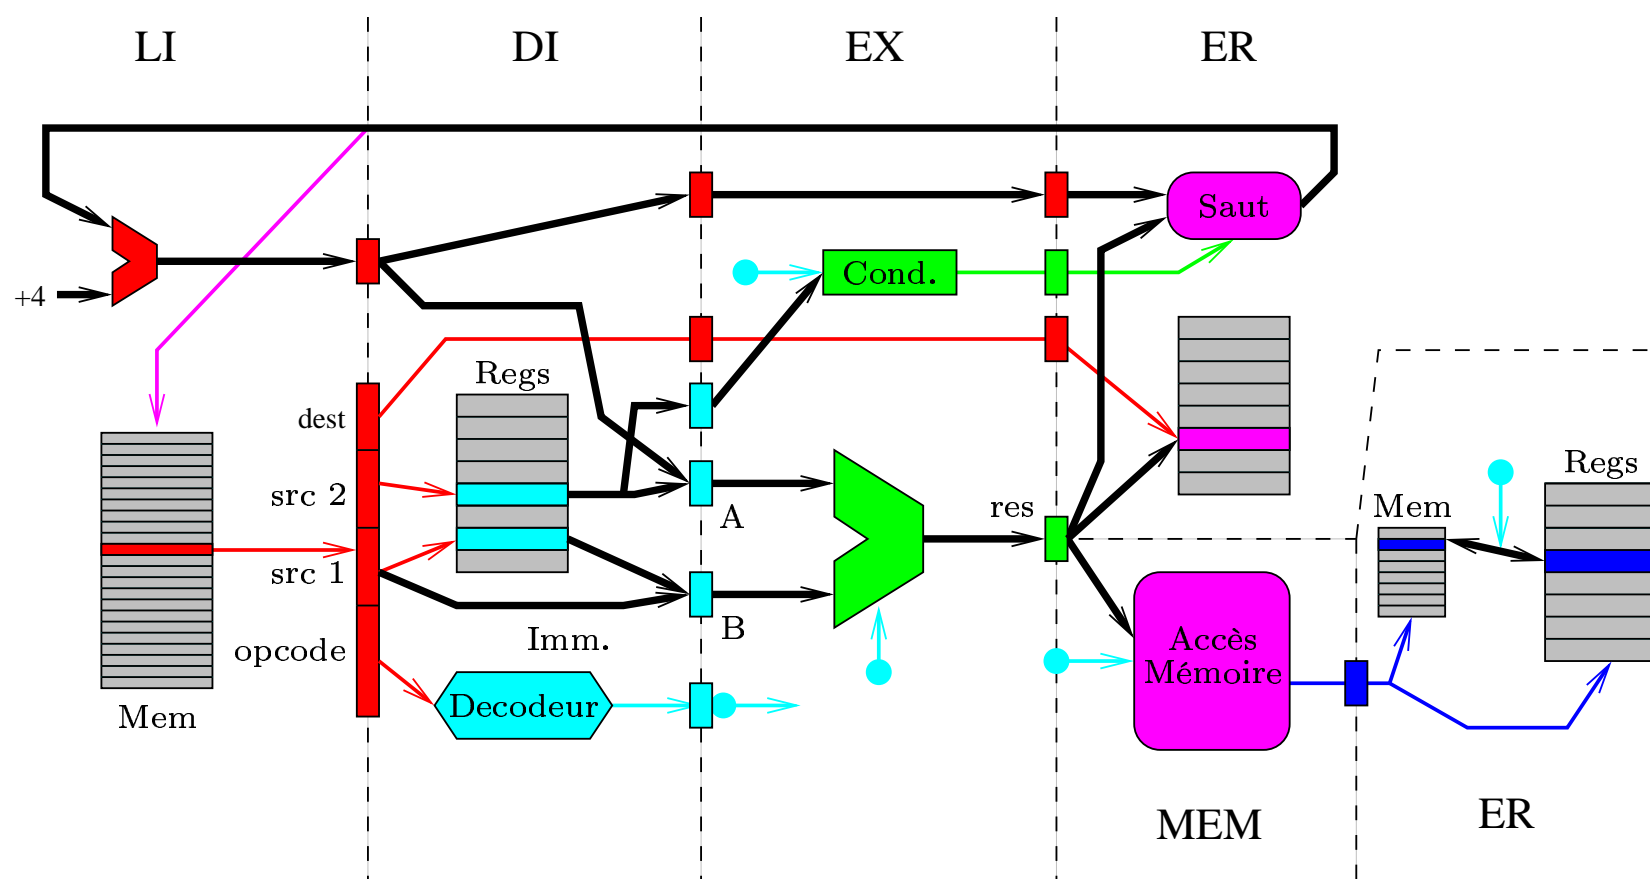 LI
DI
EX
ER
Saut
Cond.
+4
Regs
dest
src 2
src 1
opcode
Mem
Imm.
Decodeur
A
B
res
Accès
Mémoire
MEM
Mem
Regs
ER